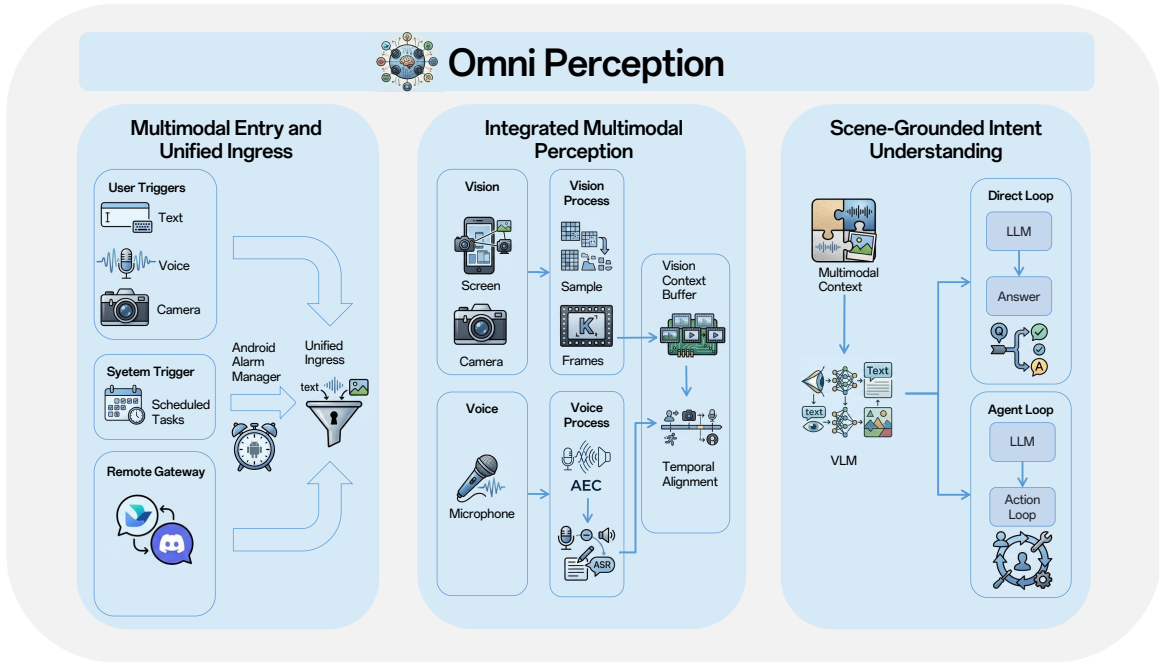 Omni Perception
Multimodal Entry and
Unified Ingress
User Triggers
Text
Voice
Camera
Syetem Trigger
Scheduled
Tasks
Remote Gateway
Android
Alarm
Manager
Unified
Ingress
text
Integrated Multimodal
Perception
Vision
Screen
Camera
Vision
Process
Sample
K
Frames
Voice
Microphone
Voice
Process
AEC
ASR
Vision
Context
Buffer
Temporal
Alignment
Scene-Grounded Intent
Understanding
Multimodal
Context
Text
text
VLM
Direct Loop
LLM
Answer
Q
A
Agent Loop
LLM
Action
Loop